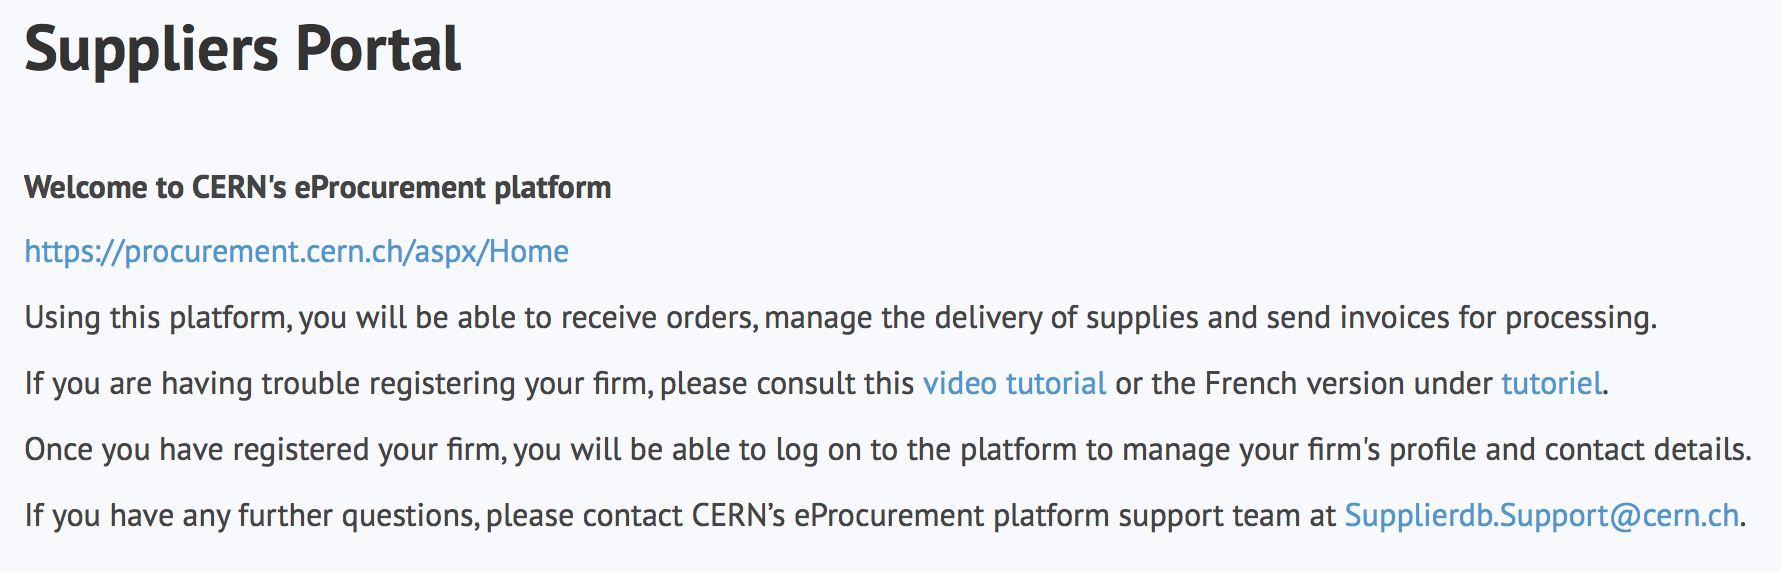 Suppliers Portal
Welcome to CERN's eProcurement platform
https://procurement.cern.ch/aspx/Home
Using this platform, you will be able to receive orders, manage the delivery of supplies and send invoices for processing.
If you are having trouble registering your firm, please consult this video tutorial or the French version under tutoriel.
Once you have registered your firm, you will be able to log on to the platform to manage your firm's profile and contact details.
If you have any further questions, please contact CERN’s eProcurement platform support team at Supplierdb.Support@cern.ch.